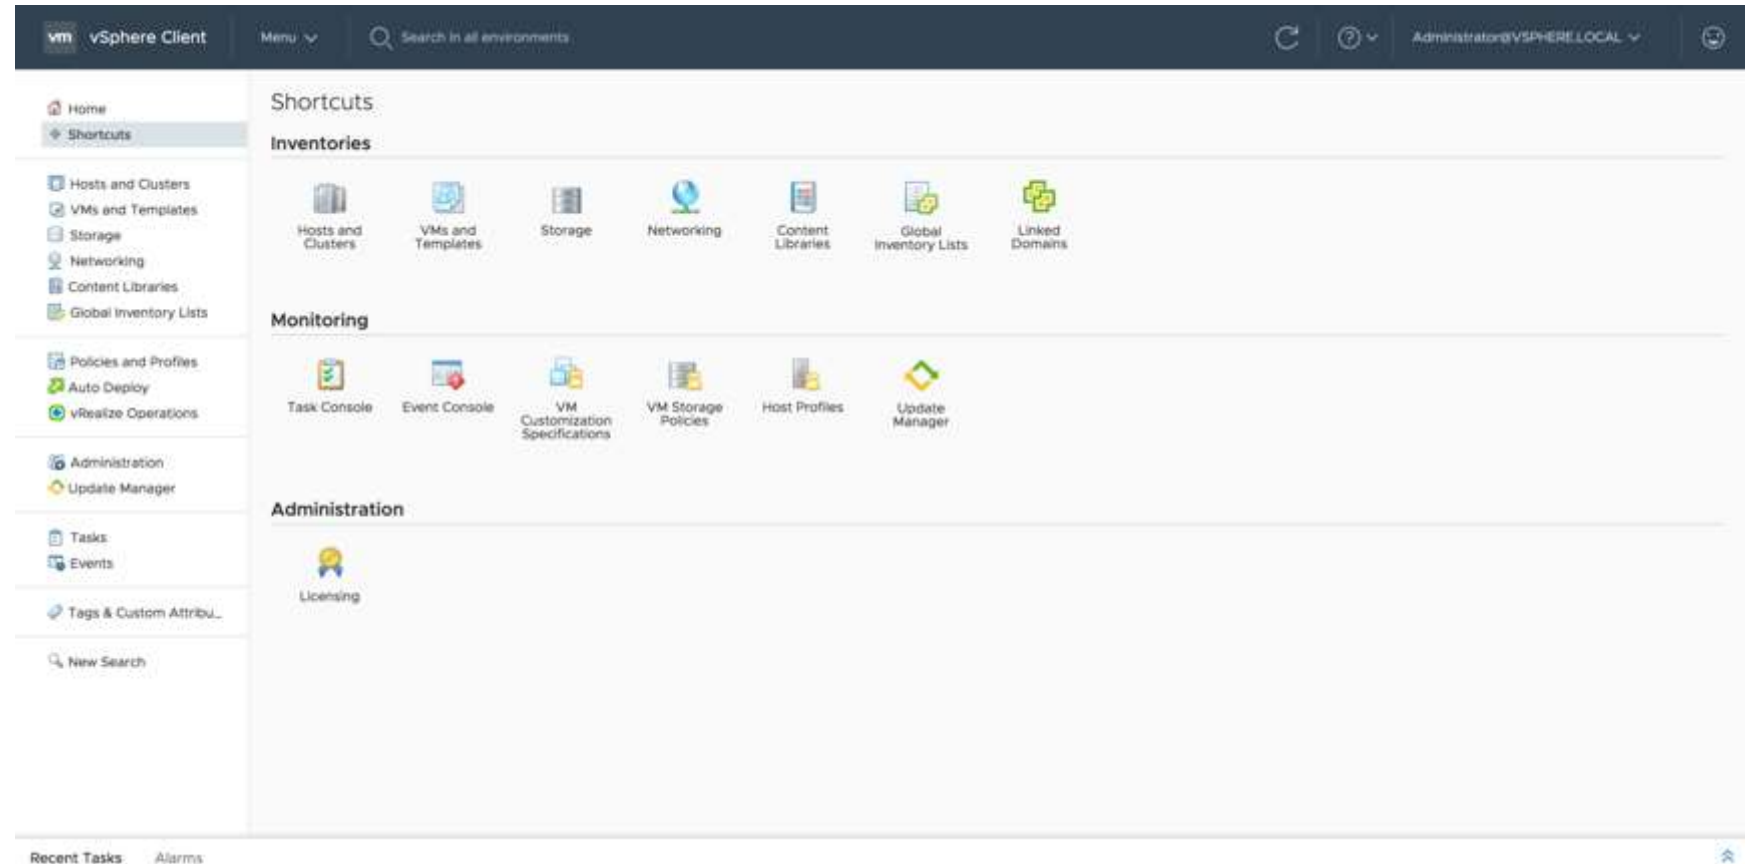 vm vSphere Client Menu Search in all environments Administrator@VSPHERE.LOCAL
Home
Shortcuts
Hosts and Clusters
VMs and Templates
Storage
Networking
Content Libraries
Global Inventory Lists
Policies and Profiles
Auto Deploy
vRealize Operations
Administration
Update Manager
Tasks
Events
Tags & Custom Attribu...
New Search
Shortcuts
Inventories
Hosts and
Clusters
VMs and
Templates
Storage
Networking
Content
Libraries
Global
Inventory Lists
Linked
Domains
Monitoring
Task Console
Event Console
VM
Customization
Specifications
VM Storage
Policies
Host Profiles
Update
Manager
Administration
Licensing
Recent Tasks Alarms